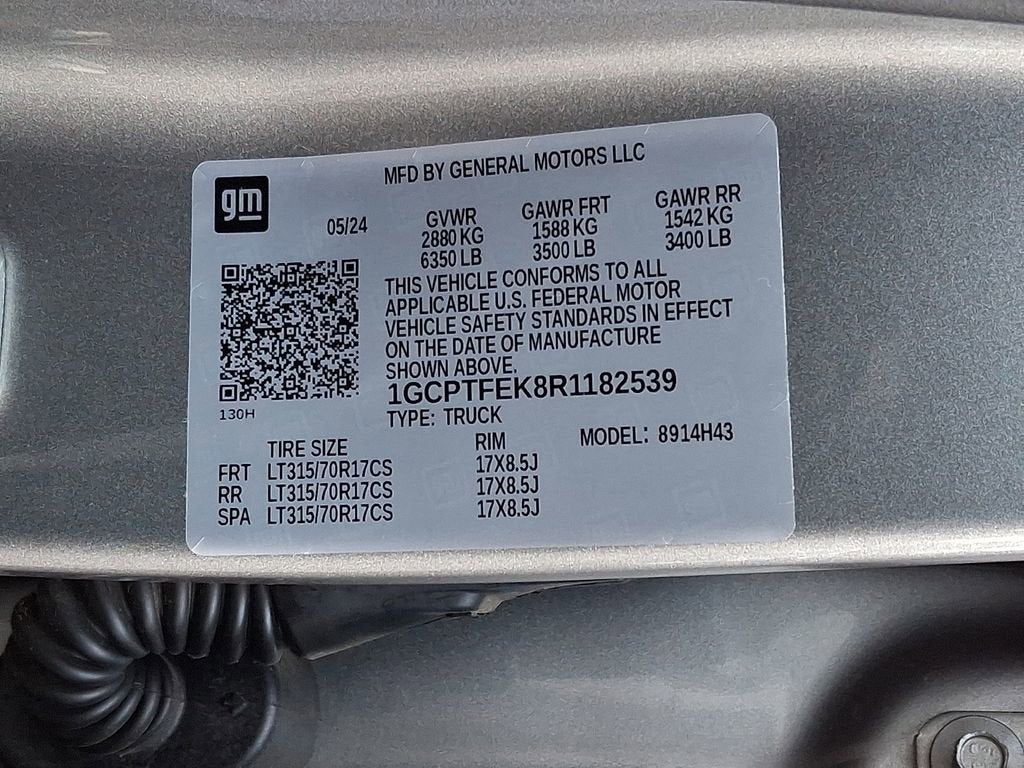 MFD BY GENERAL MOTORS LLC
gm
05/24 GVWR GAWR FRT GAWR RR
2880 KG 1588 KG 1542 KG
6350 LB 3500 LB 3400 LB
THIS VEHICLE CONFORMS TO ALL
APPLICABLE U.S. FEDERAL MOTOR
VEHICLE SAFETY STANDARDS IN EFFECT
ON THE DATE OF MANUFACTURE
SHOWN ABOVE.
1GCPTFEK8R1182539
130H
TYPE: TRUCK
TIRE SIZE RIM MODEL: 8914H43
FRT LT315/70R17CS 17X8.5J
RR LT315/70R17CS 17X8.5J
SPA LT315/70R17CS 17X8.5J